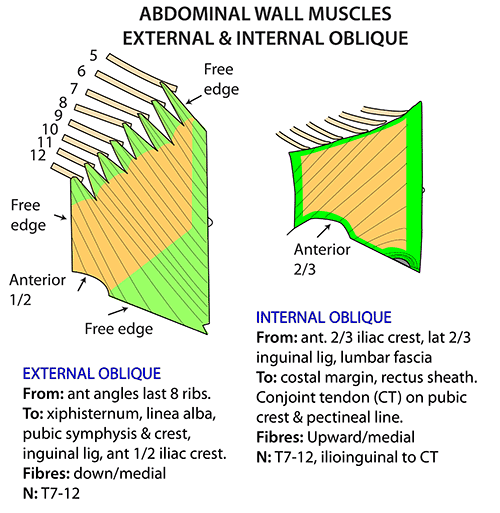 ABDOMINAL WALL MUSCLES
EXTERNAL & INTERNAL OBLIQUE
5
6
7
8
9
10
11
12
Free
edge
Free
edge
Anterior
1/2
Free edge
Anterior
2/3
EXTERNAL OBLIQUE
From: ant angles last 8 ribs.
To: xiphisternum, linea alba,
pubic symphysis & crest,
inguinal lig, ant 1/2 iliac crest.
Fibres: down/medial
N: T7-12
INTERNAL OBLIQUE
From: ant. 2/3 iliac crest, lat 2/3
inguinal lig, lumbar fascia
To: costal margin, rectus sheath.
Conjoint tendon (CT) on pubic
crest & pectineal line.
Fibres: Upward/medial
N: T7-12, ilioinguinal to CT